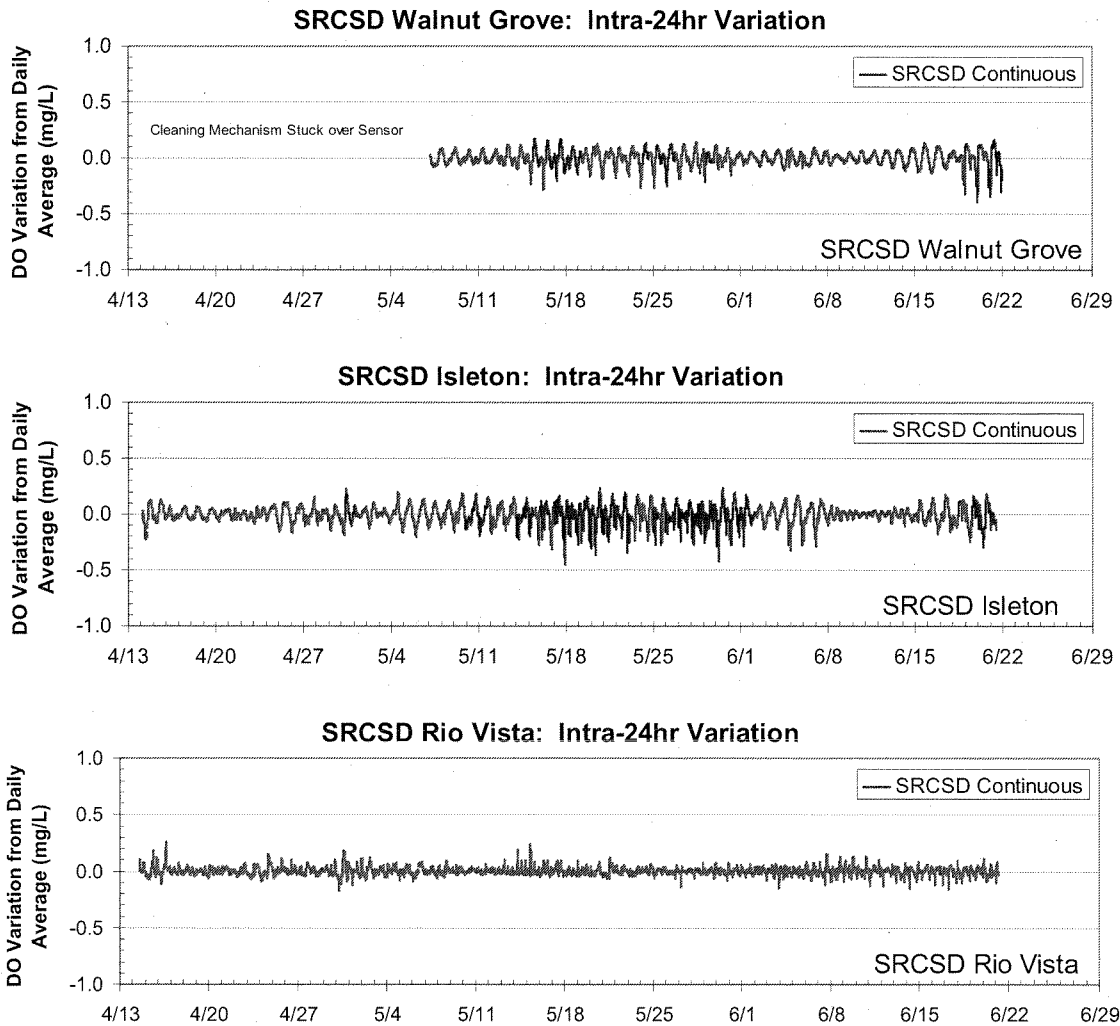 SRCSD Walnut Grove: Intra-24hr Variation
DO Variation from Daily
Average (mg/L)
1.0
0.5
0.0
-0.5
-1.0
SRCSD Continuous
Cleaning Mechanism Stuck over Sensor
SRCSD Walnut Grove
4/13 4/20 4/27 5/4 5/11 5/18 5/25 6/1 6/8 6/15 6/22 6/29
SRCSD Isleton: Intra-24hr Variation
DO Variation from Daily
Average (mg/L)
1.0
0.5
0.0
-0.5
-1.0
SRCSD Continuous
SRCSD Isleton
4/13 4/20 4/27 5/4 5/11 5/18 5/25 6/1 6/8 6/15 6/22 6/29
SRCSD Rio Vista: Intra-24hr Variation
DO Variation from Daily
Average (mg/L)
1.0
0.5
0.0
-0.5
-1.0
SRCSD Continuous
SRCSD Rio Vista
4/13 4/20 4/27 5/4 5/11 5/18 5/25 6/1 6/8 6/15 6/22 6/29